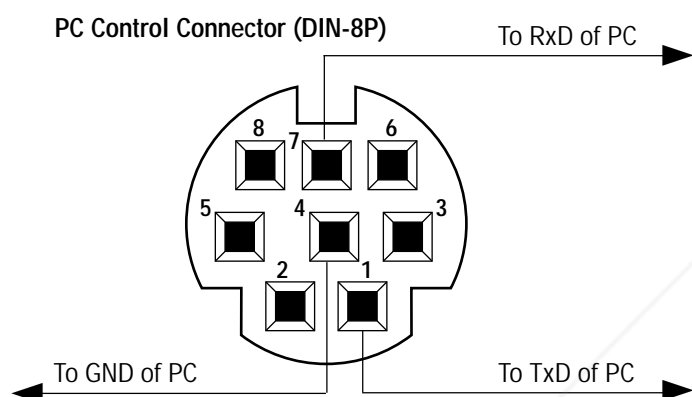 PC Control Connector (DIN-8P)
To RxD of PC
8 7 6
5 4 3
2 1
To GND of PC
To TxD of PC